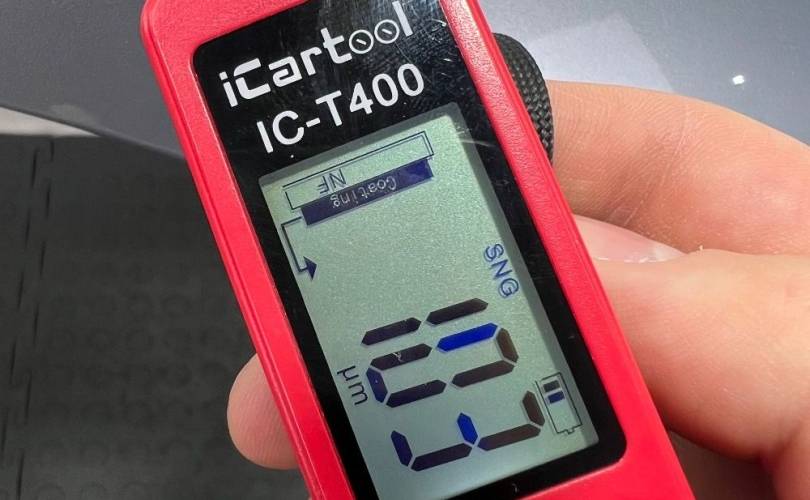 iCartool
IC-T400
NF
Coating
SNG
μm